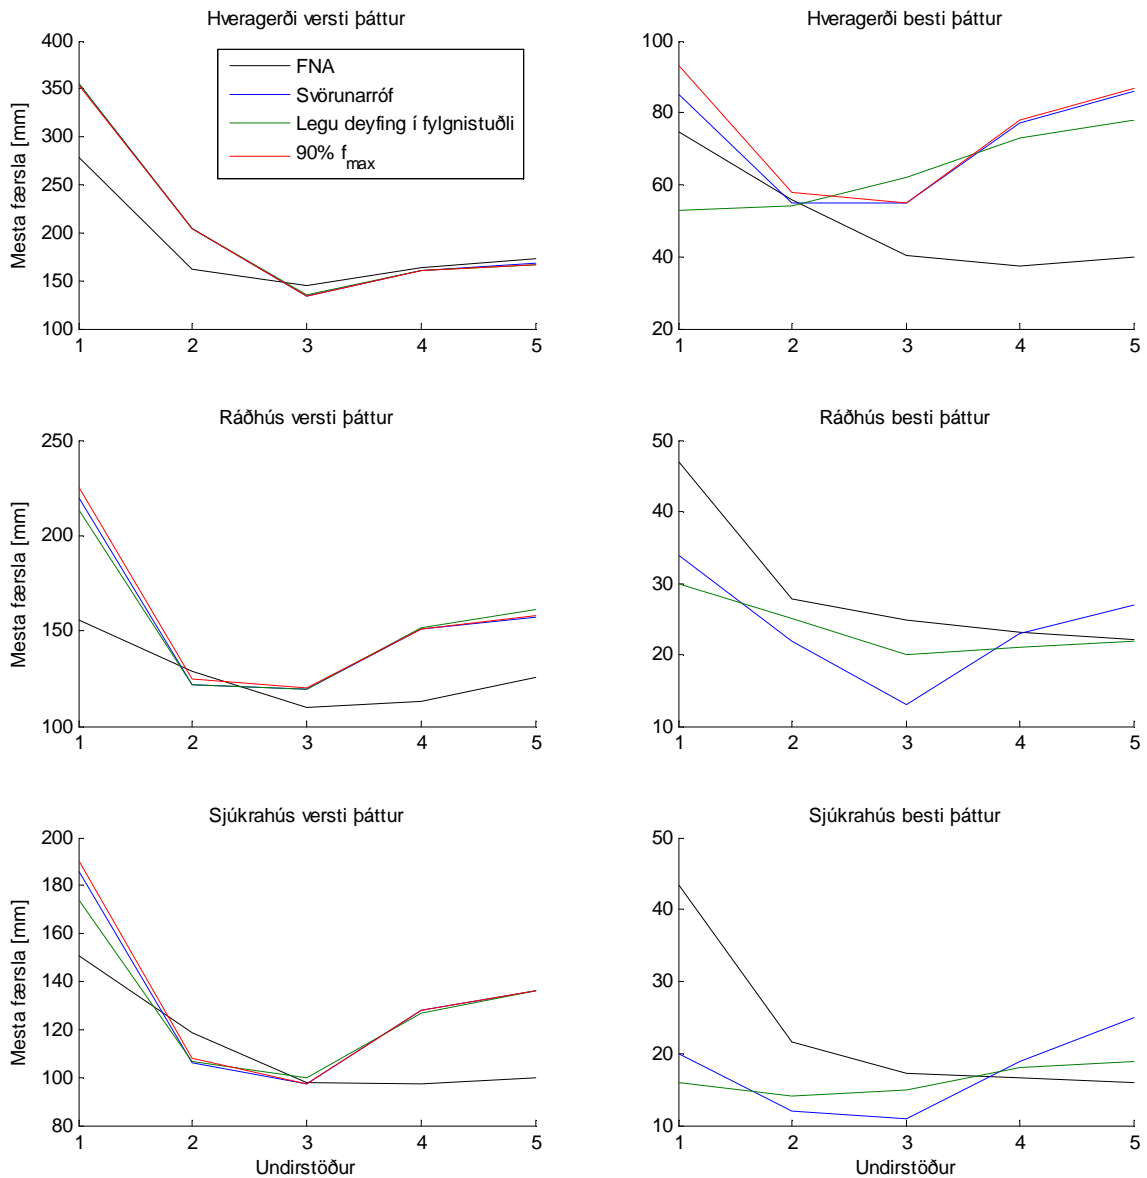 Hveragerði versti þáttur
Mesta færsla [mm]
400
350
300
250
200
150
100
1 2 3 4 5
FNA
Svörunarróf
Legu deyfing í fylgnistuðli
90% f_max
Hveragerði besti þáttur
100
80
60
40
20
1 2 3 4 5
Ráðhús versti þáttur
Mesta færsla [mm]
250
200
150
100
1 2 3 4 5
Ráðhús besti þáttur
50
40
30
20
10
1 2 3 4 5
Sjúkrahús versti þáttur
Mesta færsla [mm]
200
180
160
140
120
100
80
1 2 3 4 5
Undirstöður
Sjúkrahús besti þáttur
50
40
30
20
10
1 2 3 4 5
Undirstöður